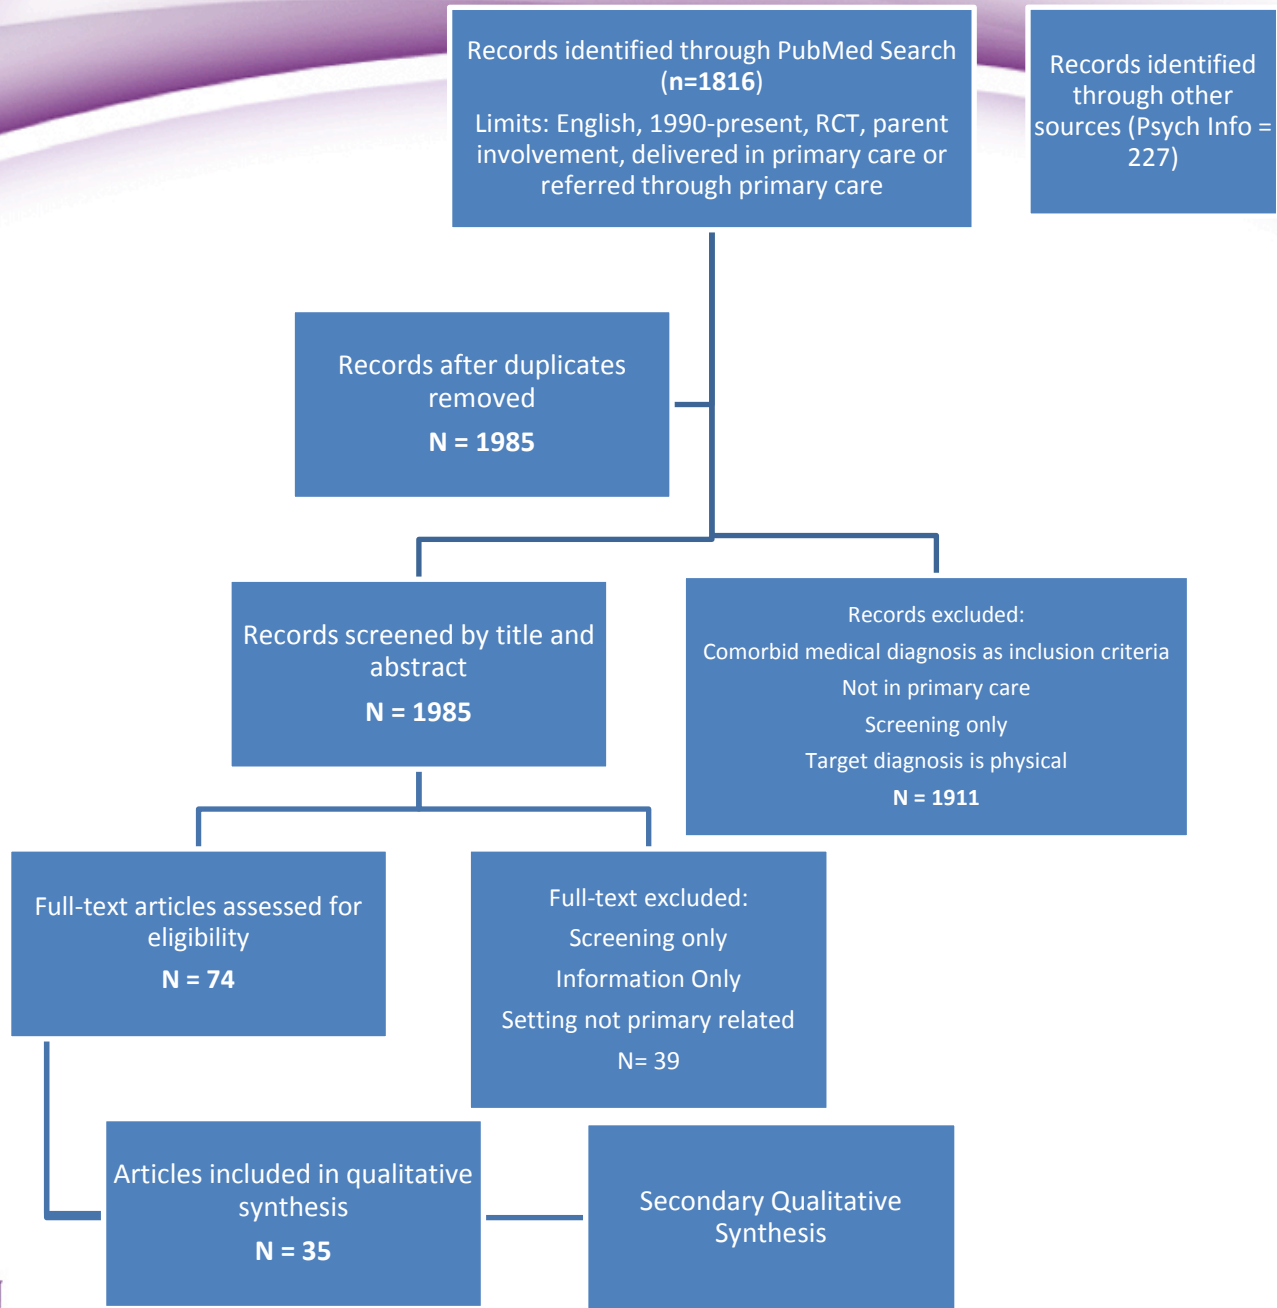 Records identified through PubMed Search
(n=1816)
Limits: English, 1990-present, RCT, parent
involvement, delivered in primary care or
referred through primary care
Records identified
through other
sources (Psych Info =
227)
Records after duplicates
removed
N = 1985
Records screened by title and
abstract
N = 1985
Records excluded:
Comorbid medical diagnosis as inclusion criteria
Not in primary care
Screening only
Target diagnosis is physical
N = 1911
Full-text articles assessed for
eligibility
N = 74
Full-text excluded:
Screening only
Information Only
Setting not primary related
N= 39
Articles included in qualitative
synthesis
N = 35
Secondary Qualitative
Synthesis